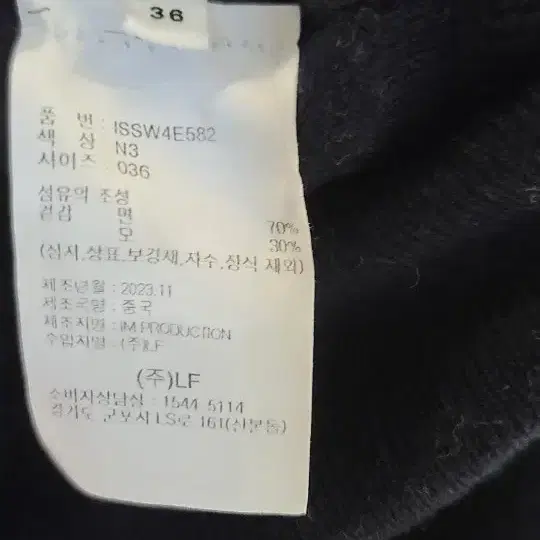 36
품 번 : ISSW4E582
색 상 : N3
사이즈 : 036
섬유의 조성
겉감 면 70%
모 30%
(심지,상표,보강재,자수,장식 제외)
제조년월 : 2023.11
제조국명 : 중국
제조자명 : IM PRODUCTION
수입자명 : (주)LF
(주)LF
소비자상담실 : 1544 5114
경기도 군포시 LS로 161(산본동)